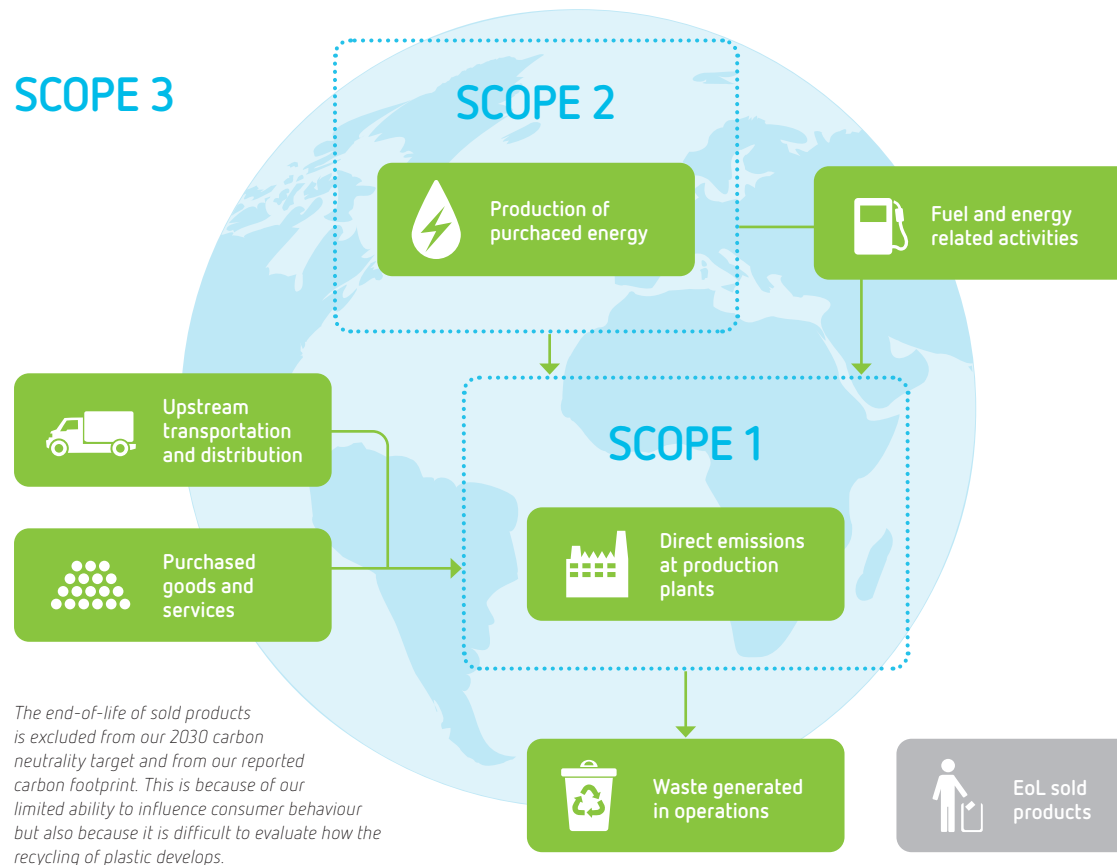 SCOPE 3
SCOPE 2
Production of
purchaced energy
Fuel and energy
related activities
Upstream
transportation
and distribution
SCOPE 1
Purchased
goods and
services
Direct emissions
at production
plants
The end-of-life of sold products
is excluded from our 2030 carbon
neutrality target and from our reported
carbon footprint. This is because of our
limited ability to influence consumer behaviour
but also because it is difficult to evaluate how the
recycling of plastic develops.
Waste generated
in operations
EoL sold
products